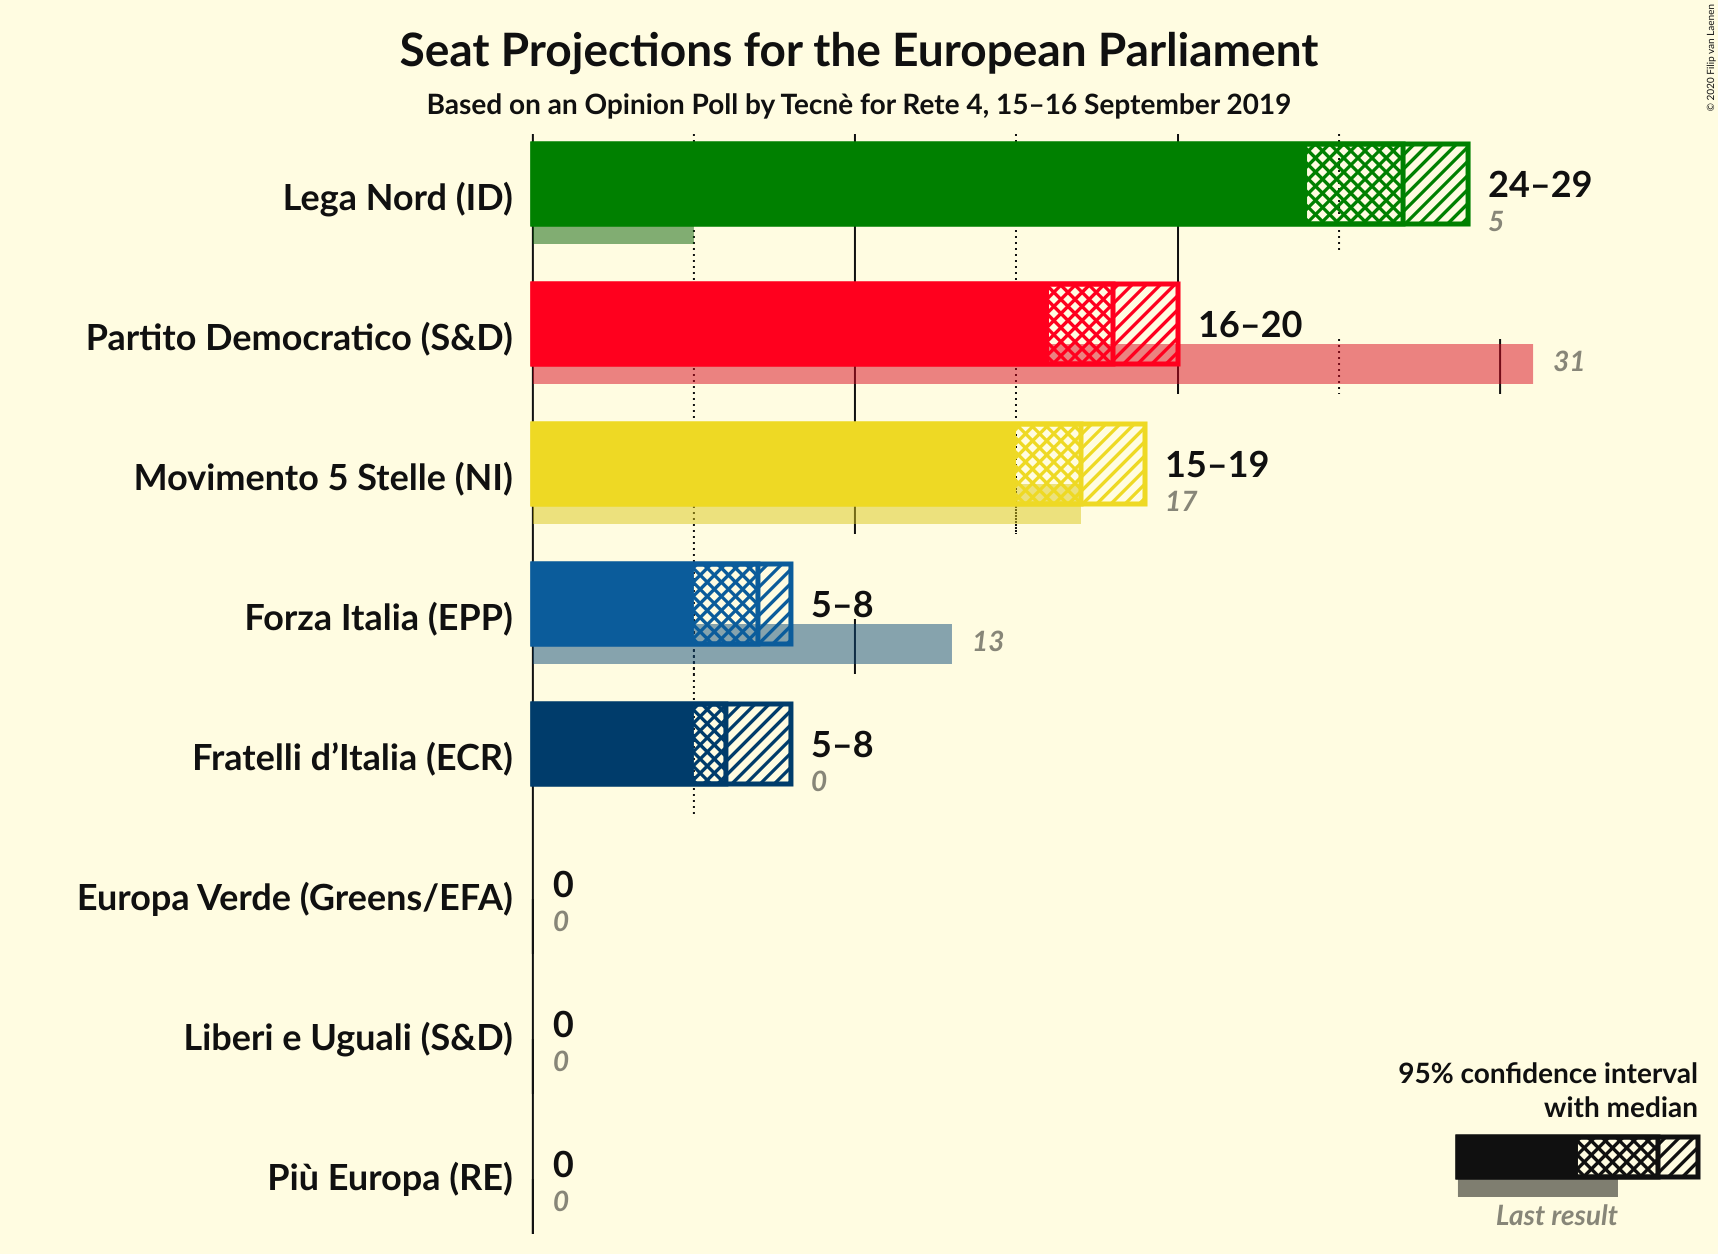 Seat Projections for the European Parliament
Based on an Opinion Poll by Tecnè for Rete 4, 15–16 September 2019
© 2020 Filip van Laenen
Lega Nord (ID)
24–29
5
Partito Democratico (S&D)
16–20
31
Movimento 5 Stelle (NI)
15–19
17
Forza Italia (EPP)
5–8
13
Fratelli d’Italia (ECR)
5–8
0
Europa Verde (Greens/EFA)
0
0
Liberi e Uguali (S&D)
0
0
Più Europa (RE)
0
0
95% confidence interval
with median
Last result